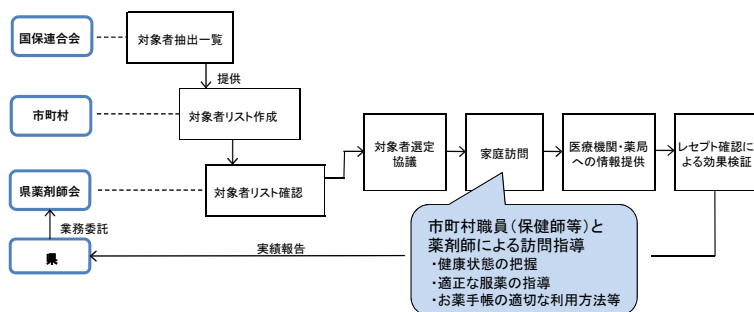 国保連合会
対象者抽出一覧
提供
市町村
対象者リスト作成
県薬剤師会
対象者リスト確認
対象者選定
協議
家庭訪問
医療機関・薬局
への情報提供
レセプト確認に
よる効果検証
業務委託
県
実績報告
市町村職員(保健師等)と
薬剤師による訪問指導
・健康状態の把握
・適正な服薬の指導
・お薬手帳の適切な利用方法等